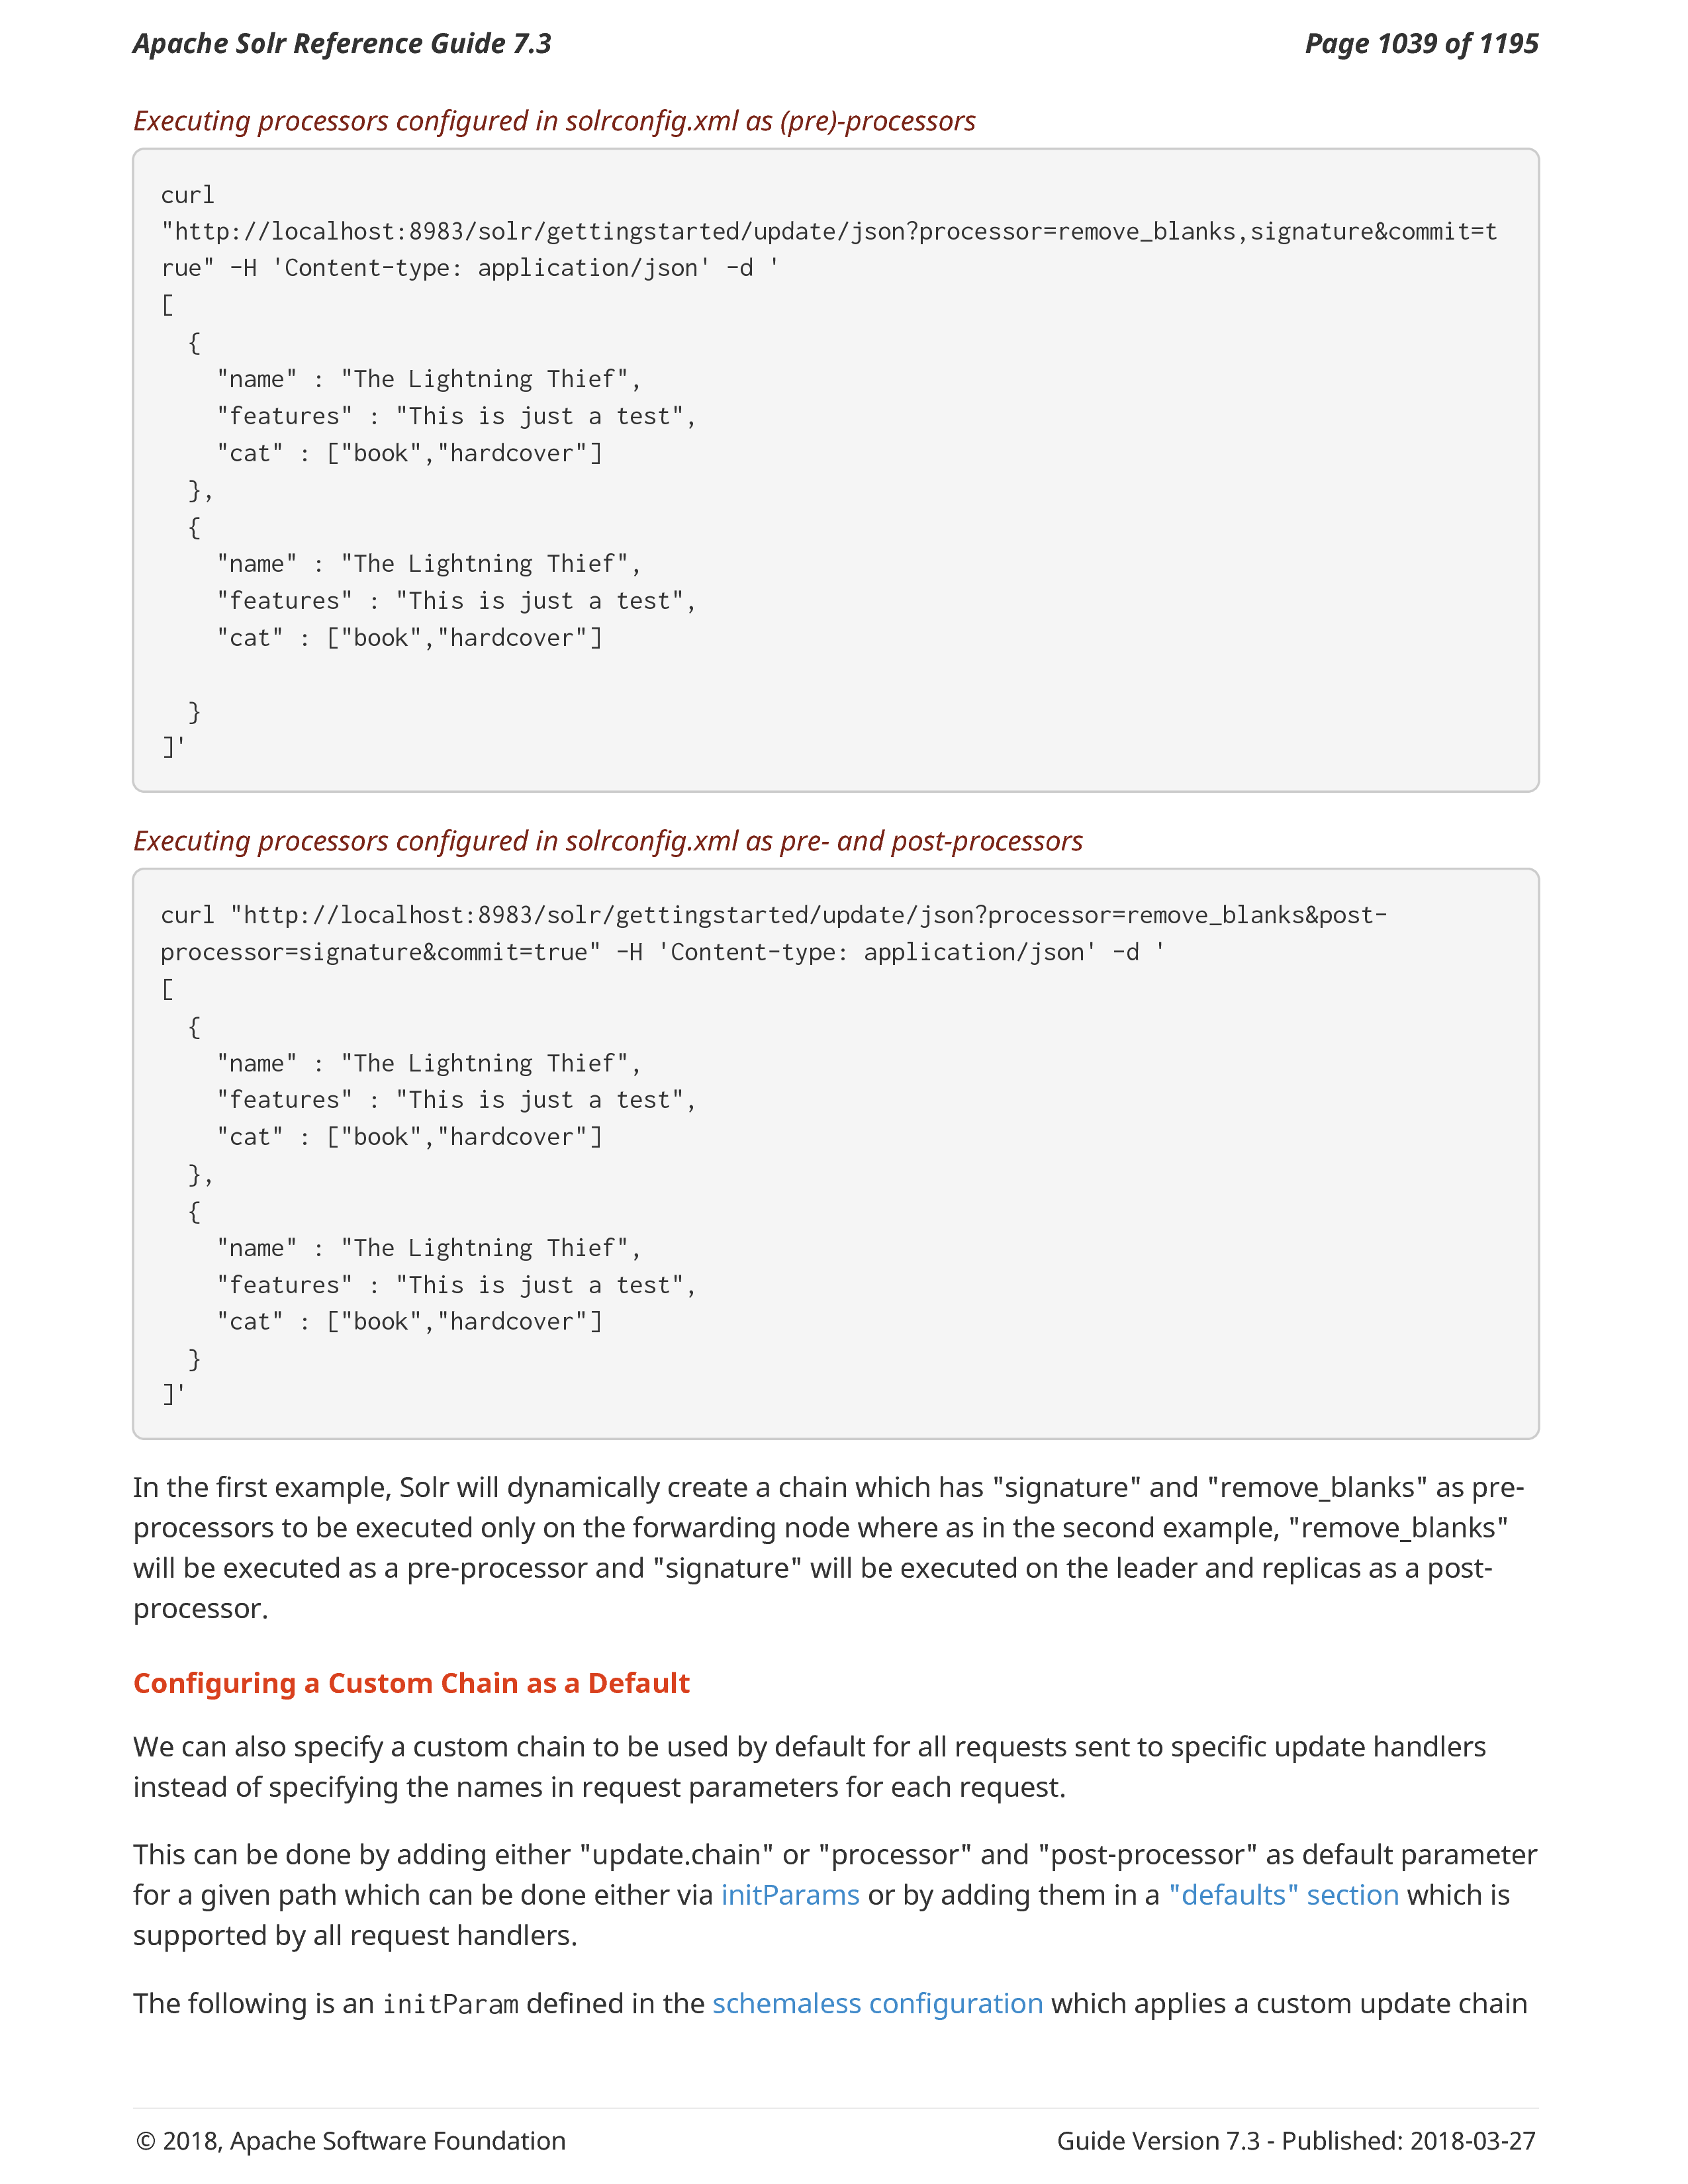 Apache Solr Reference Guide 7.3
Page 1039 of 1195
Executing processors configured in solrconfig.xml as (pre)-processors
curl
"http://localhost:8983/solr/gettingstarted/update/json?processor=remove_blanks,signature&commit=t
rue" -H 'Content-type: application/json' -d '
[
  {
    "name" : "The Lightning Thief",
    "features" : "This is just a test",
    "cat" : ["book","hardcover"]
  },
  {
    "name" : "The Lightning Thief",
    "features" : "This is just a test",
    "cat" : ["book","hardcover"]
  }
]'
Executing processors configured in solrconfig.xml as pre- and post-processors
curl "http://localhost:8983/solr/gettingstarted/update/json?processor=remove_blanks&post-
processor=signature&commit=true" -H 'Content-type: application/json' -d '
[
  {
    "name" : "The Lightning Thief",
    "features" : "This is just a test",
    "cat" : ["book","hardcover"]
  },
  {
    "name" : "The Lightning Thief",
    "features" : "This is just a test",
    "cat" : ["book","hardcover"]
  }
]'
In the first example, Solr will dynamically create a chain which has "signature" and "remove_blanks" as pre-
processors to be executed only on the forwarding node where as in the second example, "remove_blanks"
will be executed as a pre-processor and "signature" will be executed on the leader and replicas as a post-
processor.
Configuring a Custom Chain as a Default
We can also specify a custom chain to be used by default for all requests sent to specific update handlers
instead of specifying the names in request parameters for each request.
This can be done by adding either "update.chain" or "processor" and "post-processor" as default parameter
for a given path which can be done either via initParams or by adding them in a "defaults" section which is
supported by all request handlers.
The following is an initParam defined in the schemaless configuration which applies a custom update chain
© 2018, Apache Software Foundation
Guide Version 7.3 - Published: 2018-03-27